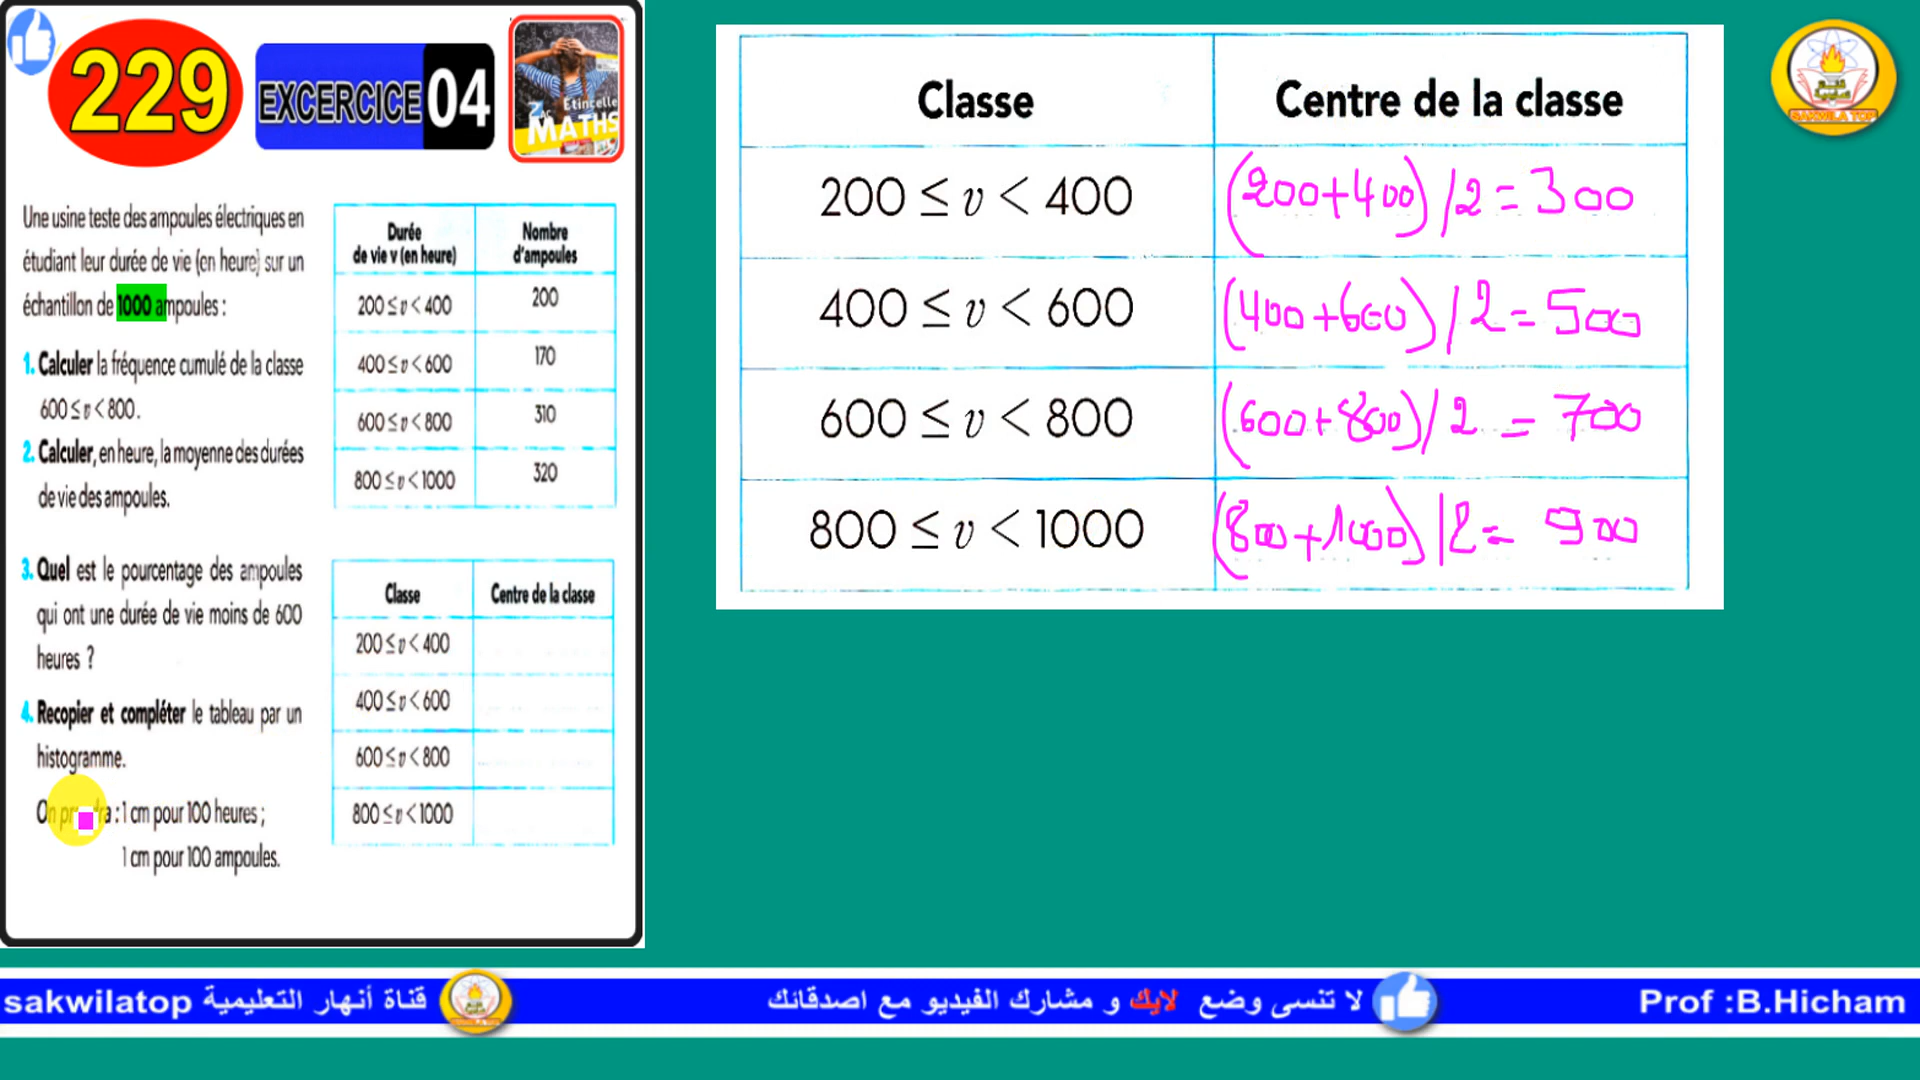 229
EXCERCICE 04
Etincelle
MATHS
Une usine teste des ampoules électriques en
étudiant leur durée de vie (en heure) sur un
échantillon de 1000 ampoules :
1. Calculer la fréquence cumulé de la classe
600 ≤ v < 800.
2. Calculer, en heure, la moyenne des durées
de vie des ampoules.
3. Quel est le pourcentage des ampoules
qui ont une durée de vie moins de 600
heures ?
4. Recopier et compléter le tableau par un
histogramme.
: 1 cm pour 100 heures ;
1 cm pour 100 ampoules.
Durée de vie v (en heure) Nombre d'ampoules
200 ≤ v < 400 200
400 ≤ v < 600 170
600 ≤ v < 800 310
800 ≤ v < 1000 320
Classe Centre de la classe
200 ≤ v < 400
400 ≤ v < 600
600 ≤ v < 800
800 ≤ v < 1000
Classe Centre de la classe
200 ≤ v < 400 (200+400)/2=300
400 ≤ v < 600 (400+600)/2=500
600 ≤ v < 800 (600+800)/2=700
800 ≤ v < 1000 (800+1000)/2=900
SAKWILA TOP
sakwilatop قناة أنهار التعليمية
لا تنسى وضع لايك و مشارك الفيديو مع اصدقائك
Prof :B.Hicham